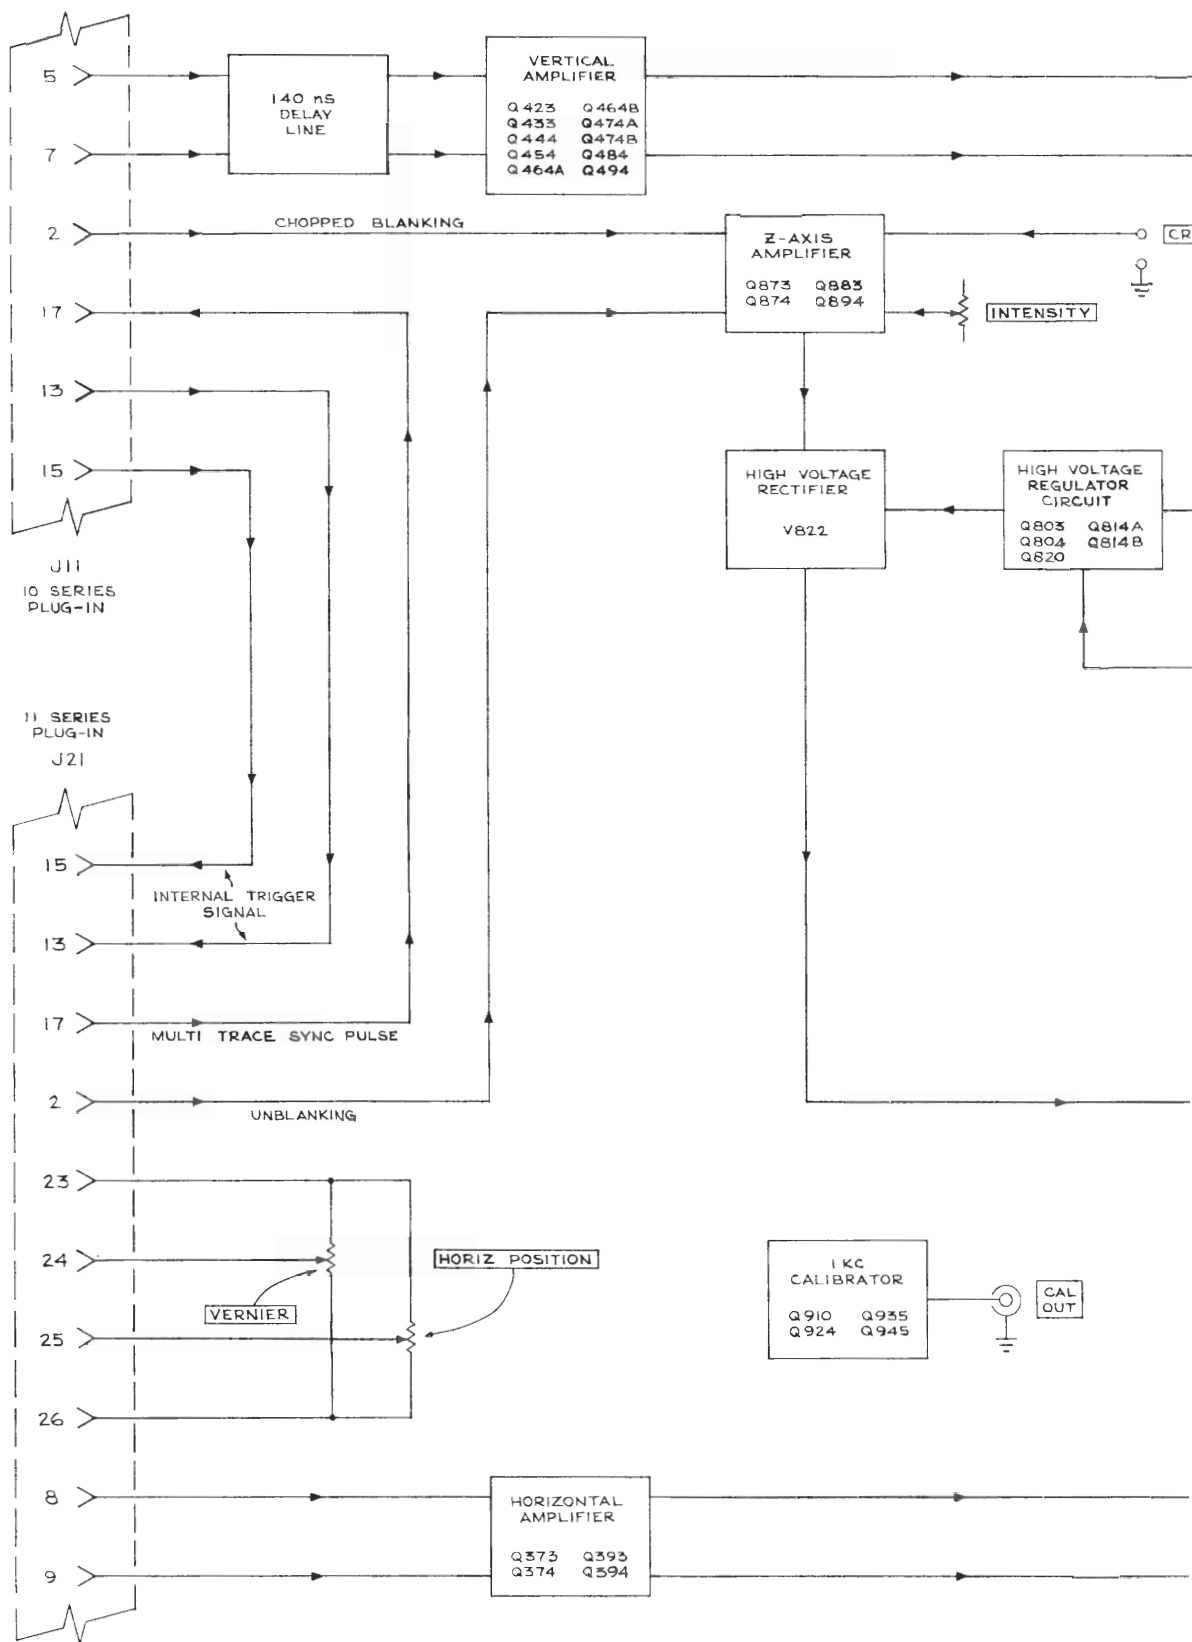 5
7
140 nS
DELAY
LINE
VERTICAL
AMPLIFIER
Q423 Q464B
Q433 Q474A
Q444 Q474B
Q454 Q484
Q464A Q494
2
CHOPPED BLANKING
Z-AXIS
AMPLIFIER
Q873 Q883
Q874 Q894
CR
17
INTENSITY
13
15
HIGH VOLTAGE
RECTIFIER
V822
HIGH VOLTAGE
REGULATOR
CIRCUIT
Q803 Q814A
Q804 Q814B
Q820
J11
10 SERIES
PLUG-IN
11 SERIES
PLUG-IN
J21
15
INTERNAL TRIGGER
SIGNAL
13
17
MULTI TRACE SYNC PULSE
2
UNBLANKING
23
24
HORIZ POSITION
VERNIER
25
26
1 KC
CALIBRATOR
Q910 Q935
Q924 Q945
CAL
OUT
8
9
HORIZONTAL
AMPLIFIER
Q373 Q393
Q374 Q394